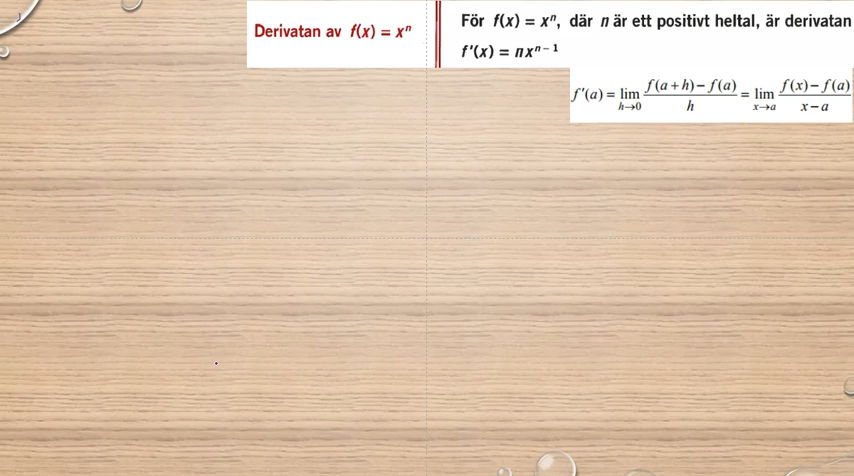 Derivatan av f(x) = xⁿ
För f(x) = xⁿ, där n är ett positivt heltal, är derivatan
f'(x) = nxⁿ⁻¹
f'(a) = lim_{h→0} (f(a+h)−f(a))/h = lim_{x→a} (f(x)−f(a))/(x−a)